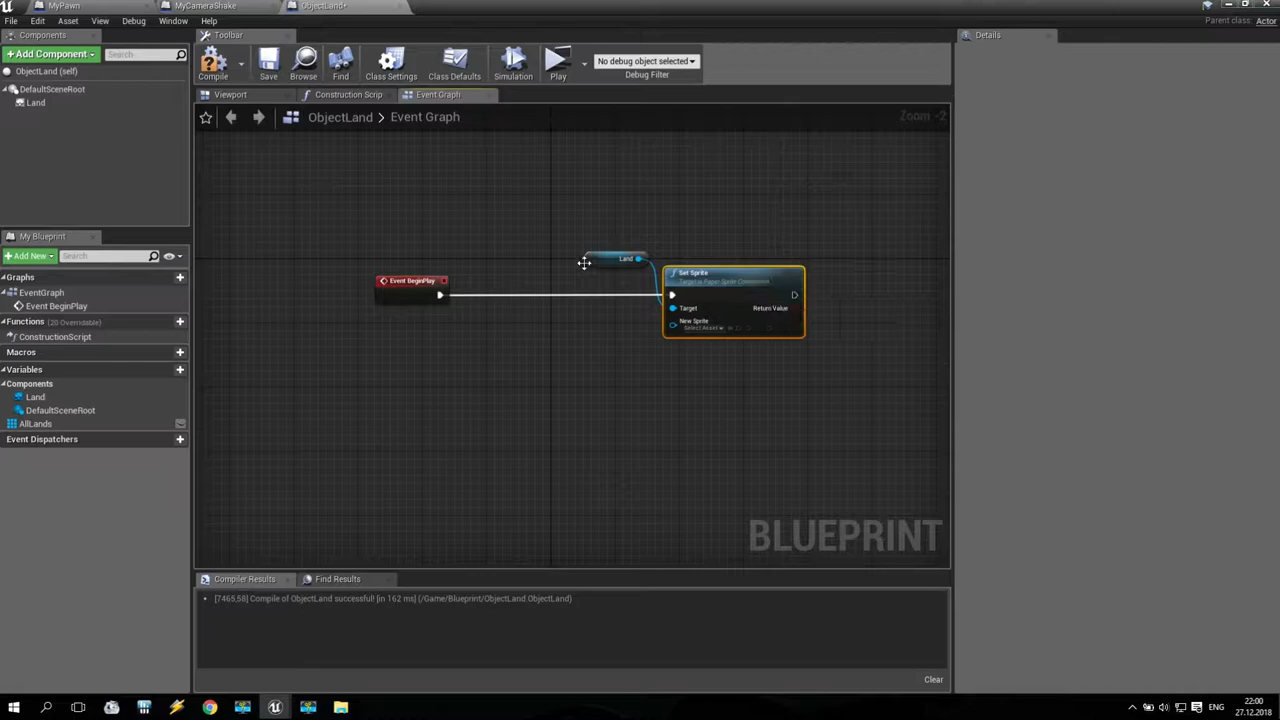 MyPawn
MyCameraShake
ObjectLand*
File Edit Asset View Debug Window Help
Parent class: Actor
Components
Toolbar
Details
+ Add Component
Search
Compile
Save
Browse
Find
Class Settings
Class Defaults
Simulation
Play
No debug object selected
Debug Filter
ObjectLand (self)
DefaultSceneRoot
Land
Viewport
Construction Scrip
Event Graph
ObjectLand > Event Graph
Zoom -2
My Blueprint
+ Add New
Search
Graphs
EventGraph
Event BeginPlay
Functions (20 Overridable)
ConstructionScript
Macros
Variables
Components
Land
DefaultSceneRoot
AllLands
Event Dispatchers
Event BeginPlay
Land
Set Sprite
Target is Paper Sprite Component
Target
Return Value
New Sprite
Select Asset
BLUEPRINT
Compiler Results
Find Results
[7465,58] Compile of ObjectLand successful! [in 162 ms] (/Game/Blueprint/ObjectLand.ObjectLand)
Clear
ENG
22:00
27.12.2018